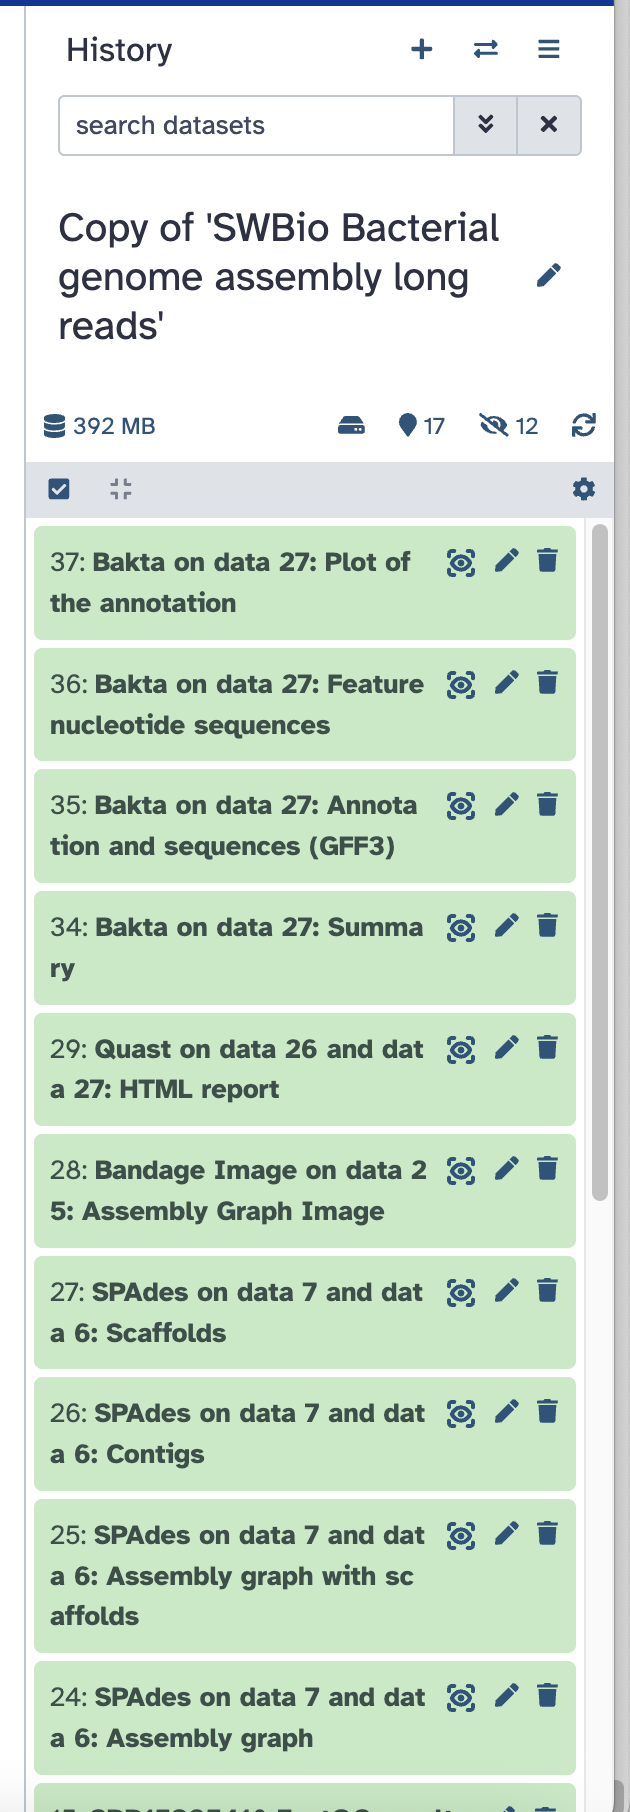 History
search datasets
Copy of 'SWBio Bacterial
genome assembly long
reads'
392 MB
17
12
37: Bakta on data 27: Plot of
the annotation
36: Bakta on data 27: Feature
nucleotide sequences
35: Bakta on data 27: Annota
tion and sequences (GFF3)
34: Bakta on data 27: Summa
ry
29: Quast on data 26 and dat
a 27: HTML report
28: Bandage Image on data 2
5: Assembly Graph Image
27: SPAdes on data 7 and dat
a 6: Scaffolds
26: SPAdes on data 7 and dat
a 6: Contigs
25: SPAdes on data 7 and dat
a 6: Assembly graph with sc
affolds
24: SPAdes on data 7 and dat
a 6: Assembly graph